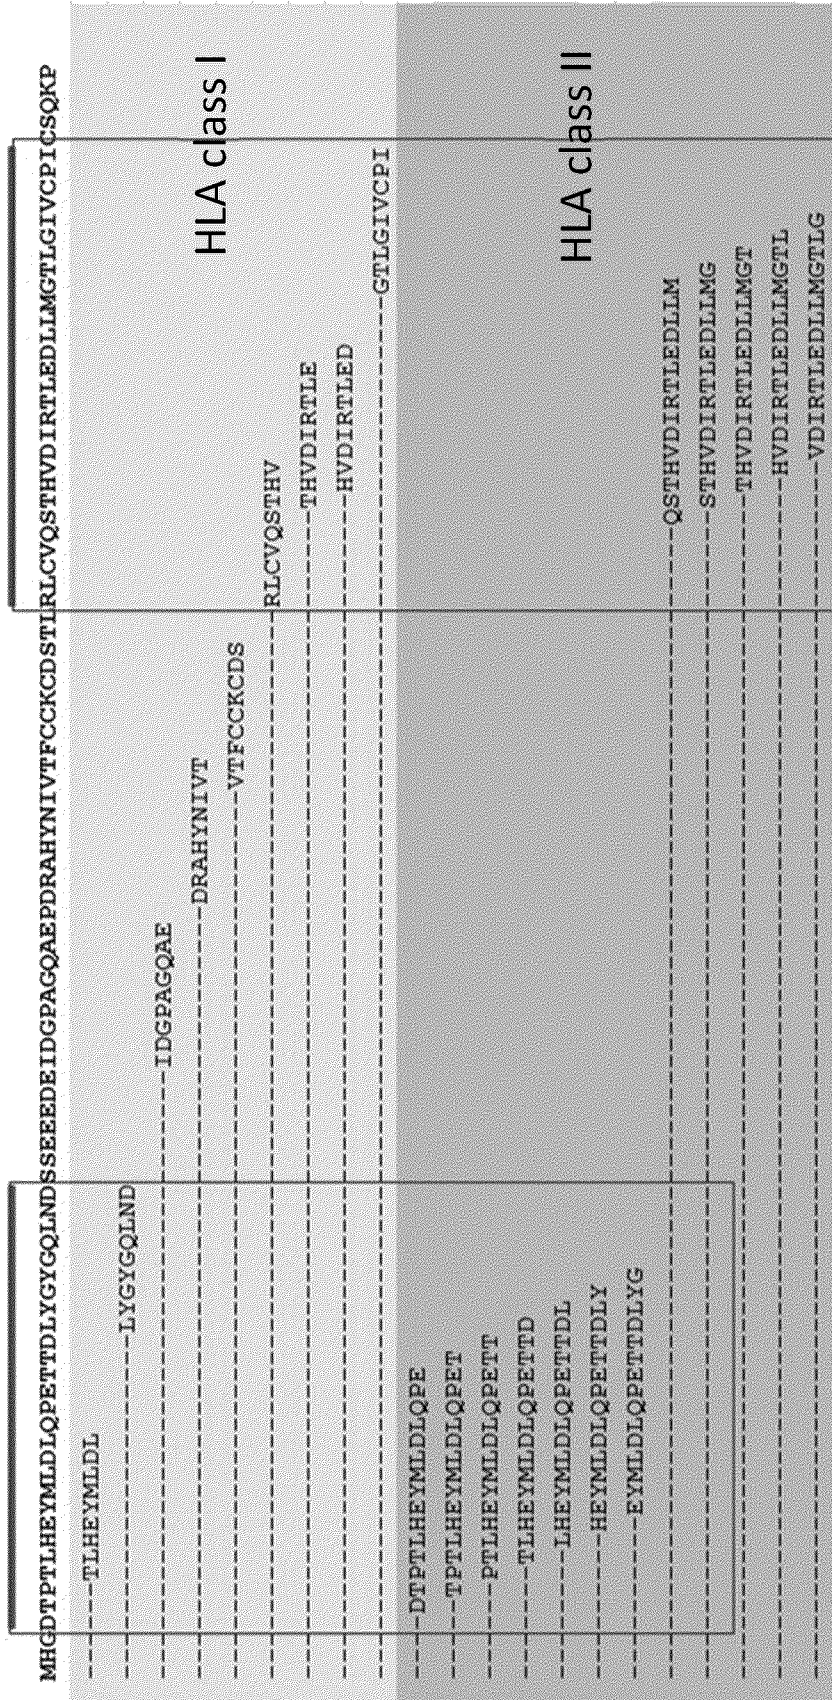 MHGDTPTLHEYMLDLQPETTDLYGYGQLNDSSEEEDEIDGPAGQAEPDRAHYNIVTFCCKCDSTLRLCVQSTHVDIRTLEDLLMGTLGIVCPICSQKP
------TLHEYMLDL
---------------------LYGYGQLND
-------------------------------------IDGPAGQAE
-----------------------------------------------DRAHYNIVT
HLA class I
------------------------------------------------------VTFCCKCDS
-----------------------------------------------------------------RLCVQSTHV
-----------------------------------------------------------------------THVDIRTLE
------------------------------------------------------------------------HVDIRTLED
------------------------------------------------------------------------------------GTLGIVCPI
----DTPTLHEYMLDLQPE
-----TPTLHEYMLDLQPET
------PTLHEYMLDLQPETT
-------TLHEYMLDLQPETTD
--------LHEYMLDLQPETTDL
HLA class II
---------HEYMLDLQPETTDLY
----------EYMLDLQPETTDLYG
----------------------------------------------------------------------QSTHVDIRTLEDLLM
-----------------------------------------------------------------------STHVDIRTLEDLLMG
------------------------------------------------------------------------THVDIRTLEDLLMGT
-------------------------------------------------------------------------HVDIRTLEDLLMGTL
--------------------------------------------------------------------------VDIRTLEDLLMGTLG